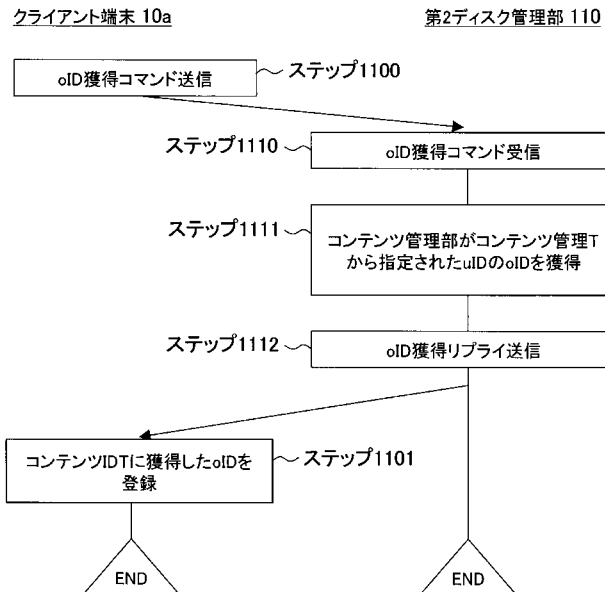 クライアント端末 10a
第2ディスク管理部 110
oID獲得コマンド送信
ステップ1100
ステップ1110
oID獲得コマンド受信
ステップ1111
コンテンツ管理部がコンテンツ管理T
から指定されたuIDのoIDを獲得
ステップ1112
oID獲得リプライ送信
コンテンツIDTに獲得したoIDを
登録
ステップ1101
END
END